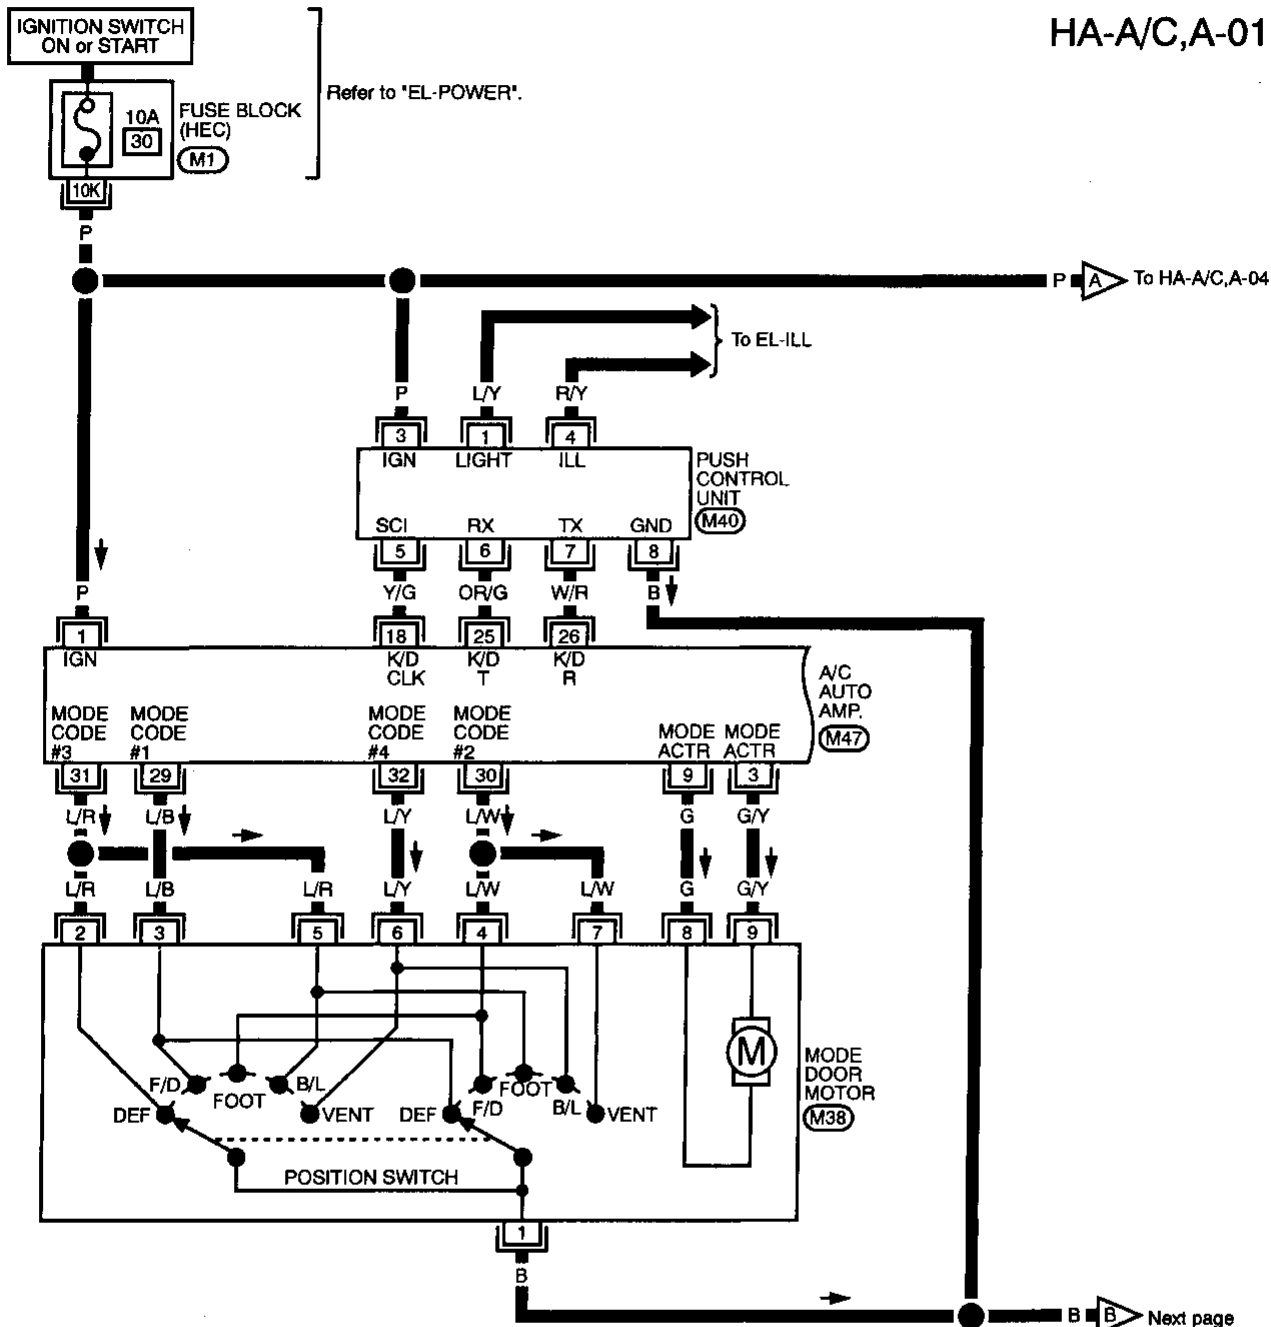 HA-A/C,A-01
IGNITION SWITCH
ON or START
Refer to "EL-POWER".
10A
30
FUSE BLOCK
(HEC)
M1
10K
P
P A To HA-A/C,A-04
To EL-ILL
P L/Y R/Y
3 1 4
IGN LIGHT ILL
PUSH
CONTROL
UNIT
M40
SCI RX TX GND
5 6 7 8
P Y/G OR/G W/R B
1 18 25 26
IGN K/D K/D K/D
CLK T R
A/C
AUTO
AMP.
M47
MODE MODE MODE MODE
CODE CODE CODE CODE MODE MODE
#3 #1 #4 #2 ACTR ACTR
31 29 32 30 9 3
L/R L/B L/Y L/W G G/Y
L/R L/B L/R L/Y L/W L/W G G/Y
2 3 5 6 4 7 8 9
M
MODE
DOOR
MOTOR
M38
F/D FOOT B/L
DEF VENT
F/D FOOT B/L
DEF VENT
POSITION SWITCH
1
B
B B Next page